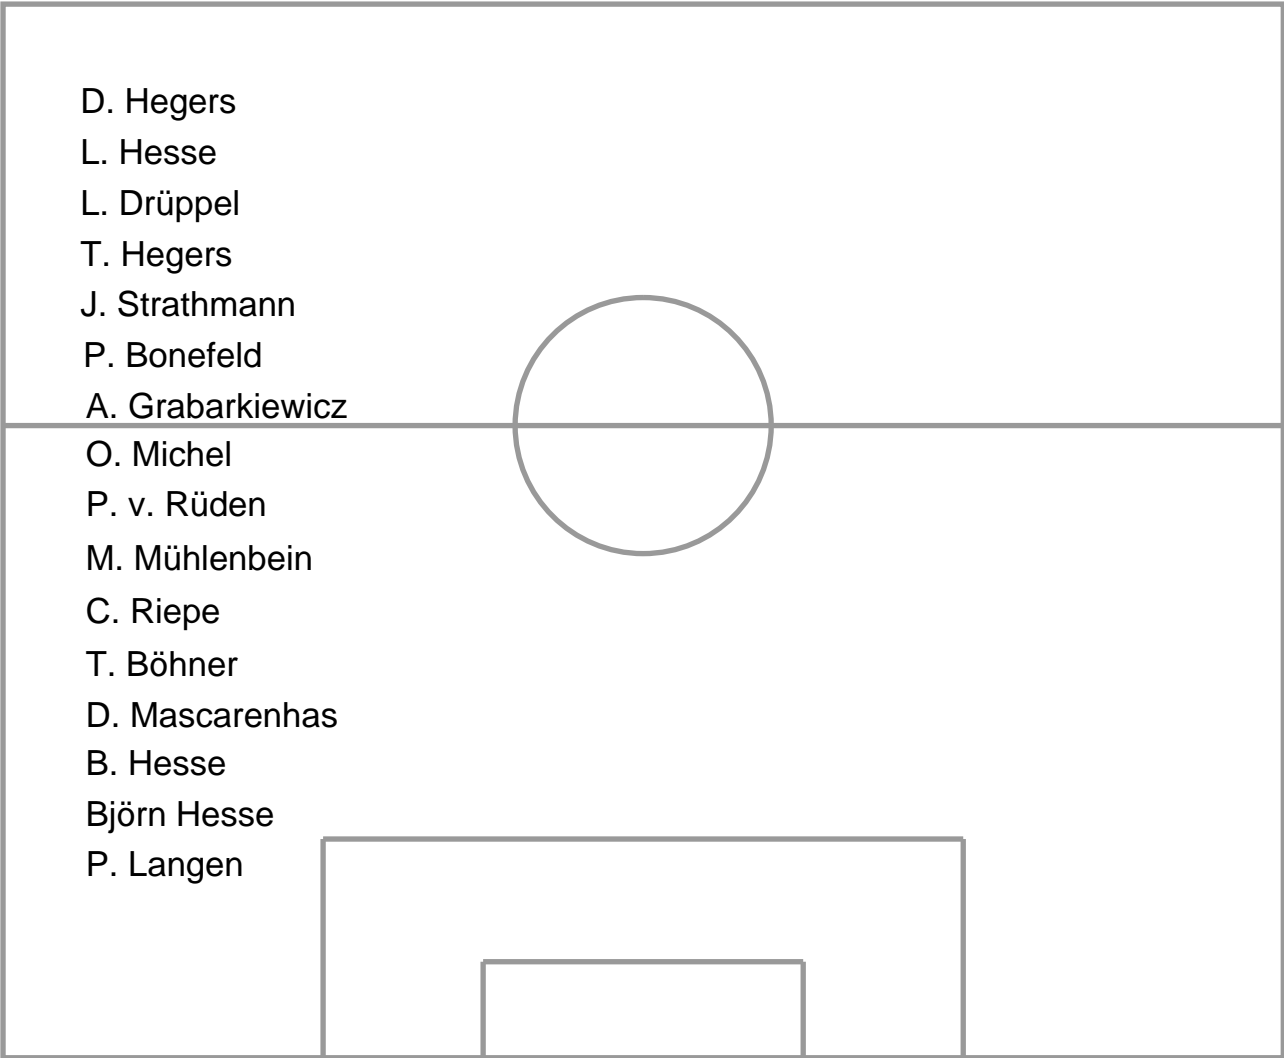 D. Hegers
L. Hesse
L. Drüppel
T. Hegers
J. Strathmann
P. Bonefeld
A. Grabarkiewicz
O. Michel
P. v. Rüden
M. Mühlenbein
C. Riepe
T. Böhner
D. Mascarenhas
B. Hesse
Björn Hesse
P. Langen